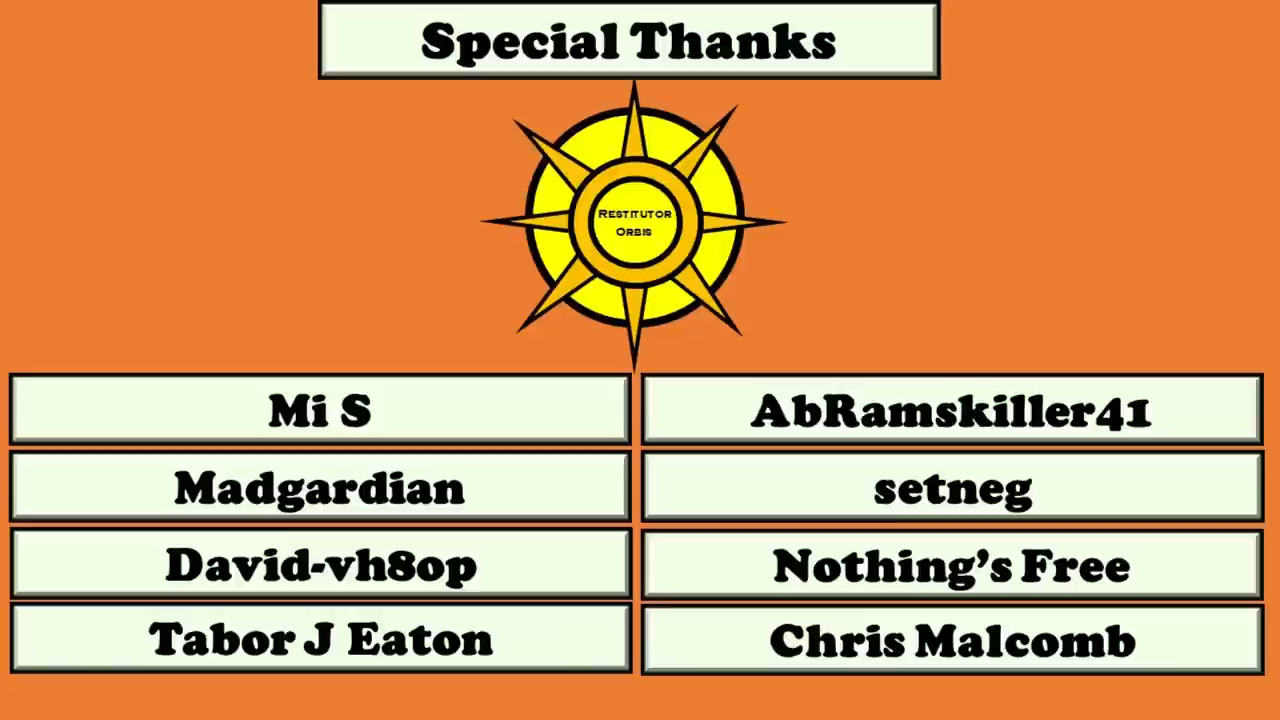 Special Thanks
Restitutor
Orbis
Mi S
AbRamskiller41
Madgardian
setneg
David-vh8op
Nothing’s Free
Tabor J Eaton
Chris Malcomb